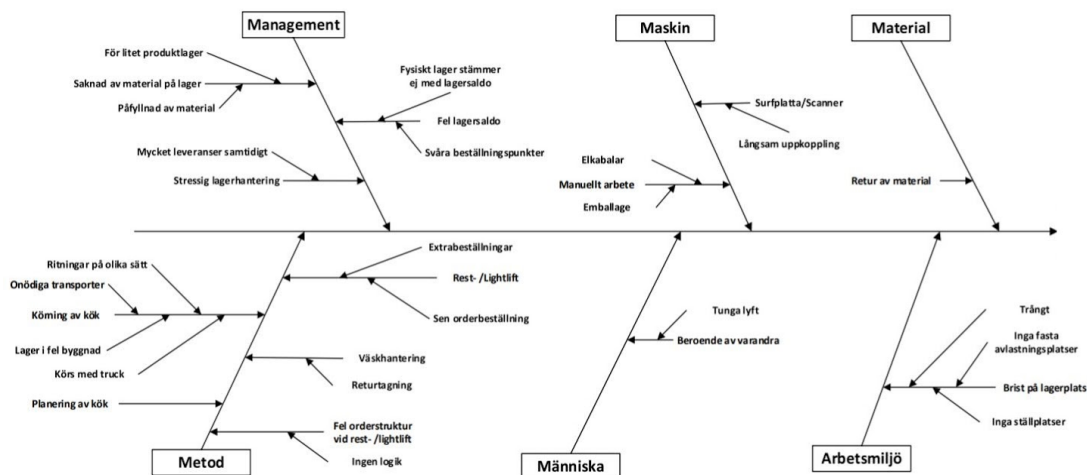 Management
För litet produktlager
Saknad av material på lager
Påfyllnad av material
Fysiskt lager stämmer
ej med lagersaldo
Fel lagersaldo
Svåra beställningspunkter
Mycket leveranser samtidigt
Stressig lagerhantering
Maskin
Surfplatta/Scanner
Långsam uppkoppling
Elkabalar
Manuellt arbete
Emballage
Material
Retur av material
Extrabeställningar
Rest- /Lightlift
Sen orderbeställning
Ritningar på olika sätt
Onödiga transporter
Körning av kök
Lager i fel byggnad
Körs med truck
Väskhantering
Returtagning
Planering av kök
Fel orderstruktur
vid rest- /lightlift
Ingen logik
Metod
Tunga lyft
Beroende av varandra
Människa
Trångt
Inga fasta
avlastningsplatser
Brist på lagerplats
Inga ställplatser
Arbetsmiljö